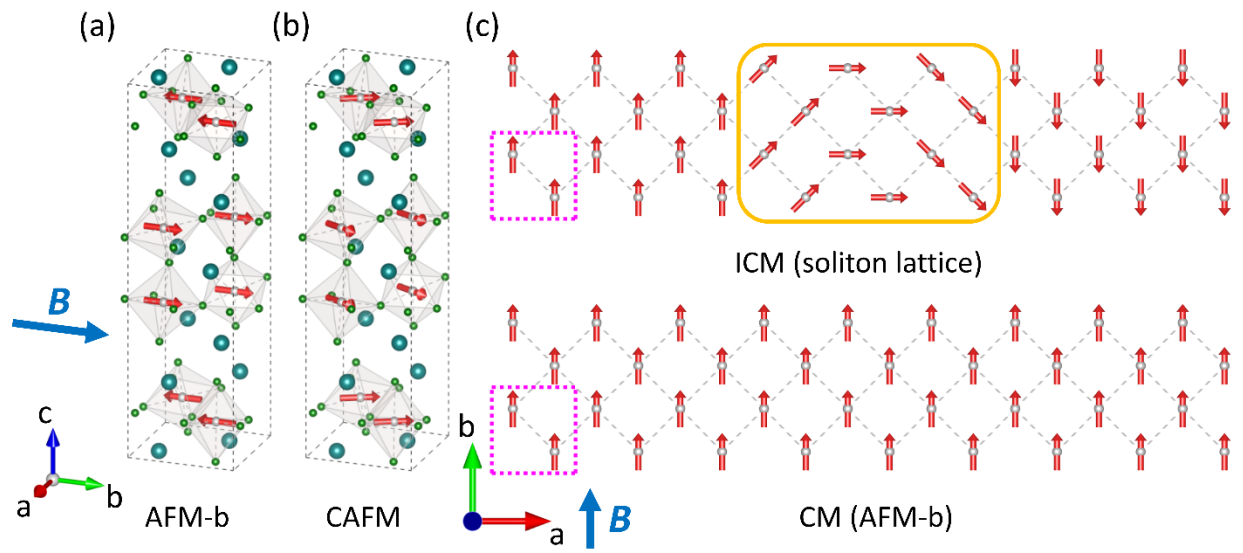 (a)
(b)
(c)
B
c
b
a
AFM-b
CAFM
ICM (soliton lattice)
b
a
B
CM (AFM-b)